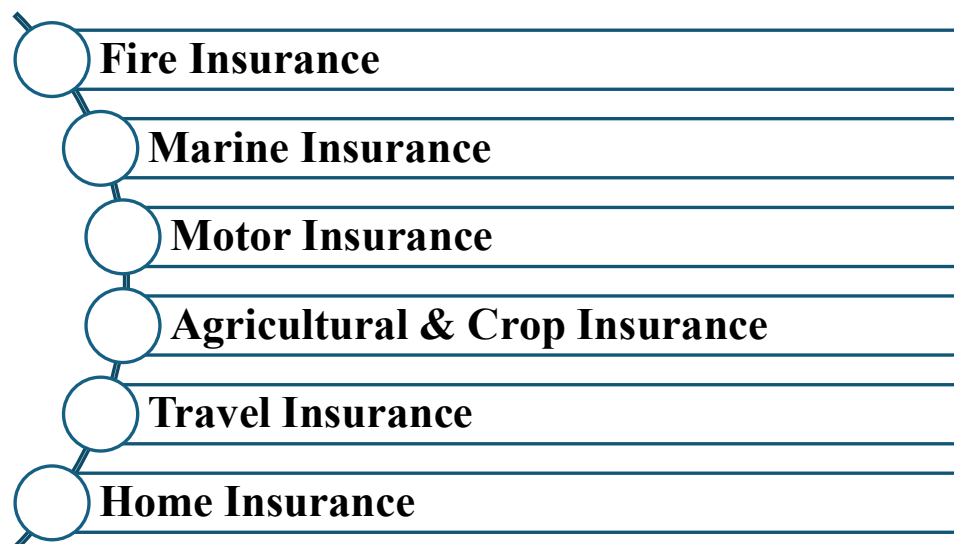 Fire Insurance
Marine Insurance
Motor Insurance
Agricultural & Crop Insurance
Travel Insurance
Home Insurance